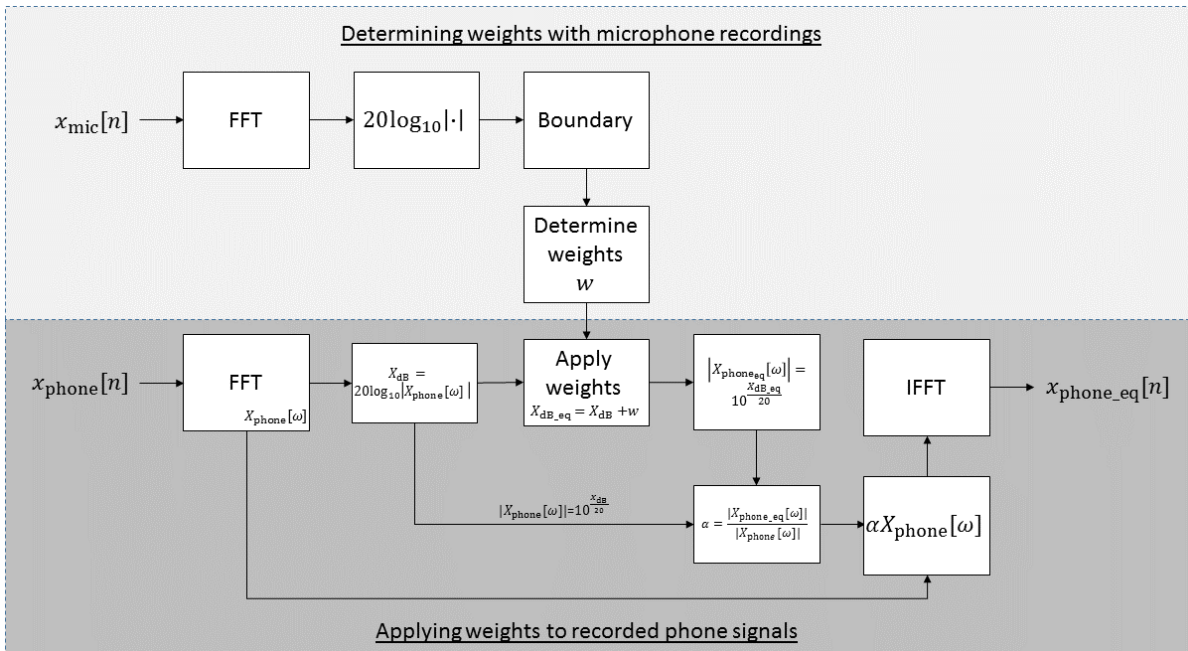 Determining weights with microphone recordings
x_mic[n]
FFT
20log₁₀|·|
Boundary
Determine
weights
w
x_phone[n]
FFT
X_phone[ω]
X_dB =
20log₁₀|X_phone[ω]|
Apply
weights
X_dB_eq = X_dB + w
|X_phone_eq[ω]| =
10^(X_dB_eq/20)
IFFT
x_phone_eq[n]
|X_phone[ω]|=10^(X_dB/20)
α = |X_phone_eq[ω]|/|X_phone[ω]|
αX_phone[ω]
Applying weights to recorded phone signals